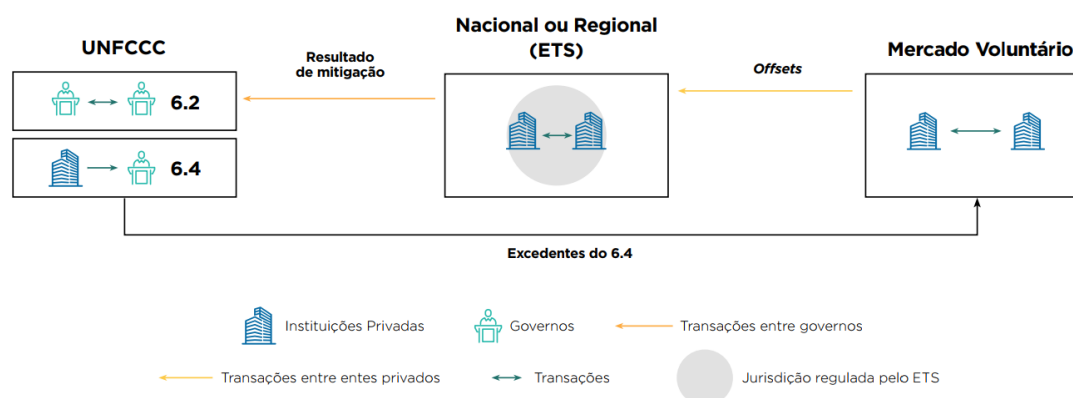 UNFCCC
Nacional ou Regional
(ETS)
Mercado Voluntário
Resultado
de mitigação
Offsets
6.2
6.4
Excedentes do 6.4
Instituições Privadas
Governos
Transações entre governos
Transações entre entes privados
Transações
Jurisdição regulada pelo ETS